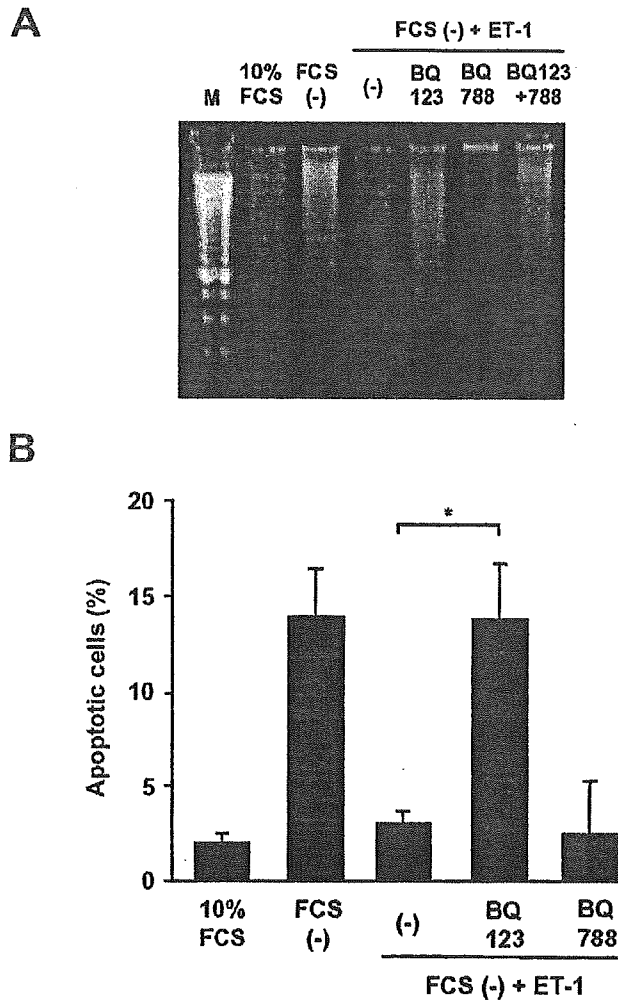 A
FCS (-) + ET-1
M 10% FCS FCS (-) (-) BQ 123 BQ 788 BQ123 +788
B
Apoptotic cells (%)
20
15
10
5
0
*
10% FCS FCS (-) (-) BQ 123 BQ 788
FCS (-) + ET-1